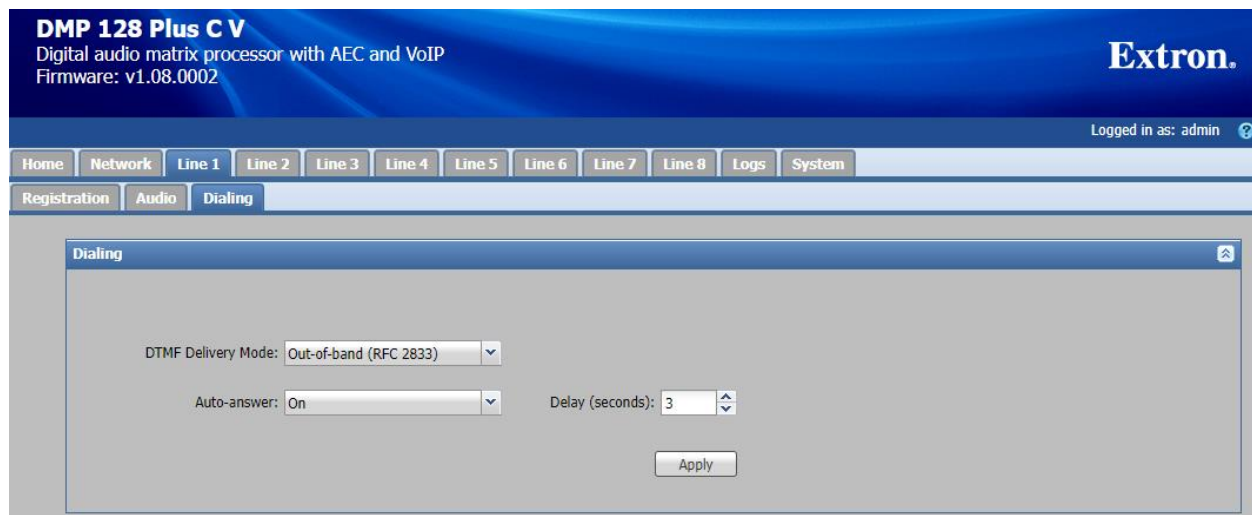 DMP 128 Plus C V
Digital audio matrix processor with AEC and VoIP
Firmware: v1.08.0002
Extron®
Logged in as: admin ?
Home Network Line 1 Line 2 Line 3 Line 4 Line 5 Line 6 Line 7 Line 8 Logs System
Registration Audio Dialing
Dialing
DTMF Delivery Mode: Out-of-band (RFC 2833)
Auto-answer: On Delay (seconds): 3
Apply